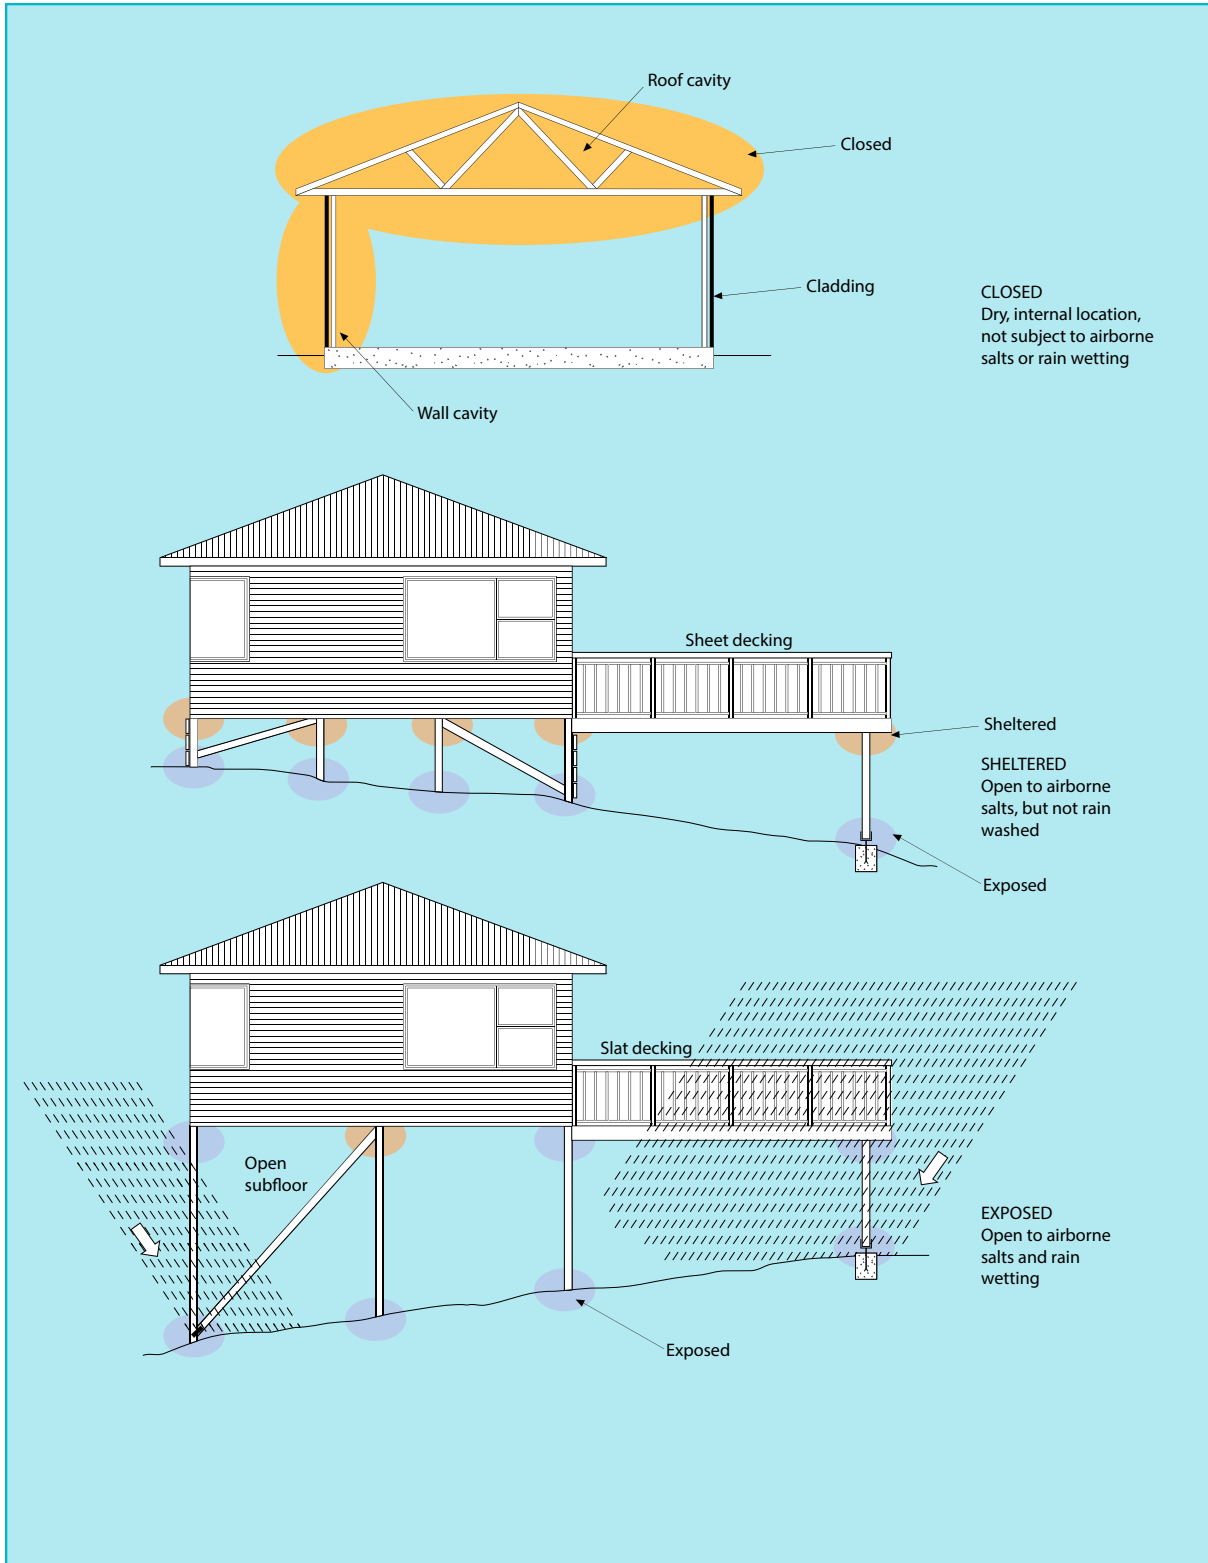 Roof cavity
Closed
Cladding
CLOSED
Dry, internal location,
not subject to airborne
salts or rain wetting
Wall cavity
Sheet decking
Sheltered
SHELTERED
Open to airborne
salts, but not rain
washed
Exposed
Slat decking
Open
subfloor
EXPOSED
Open to airborne
salts and rain
wetting
Exposed